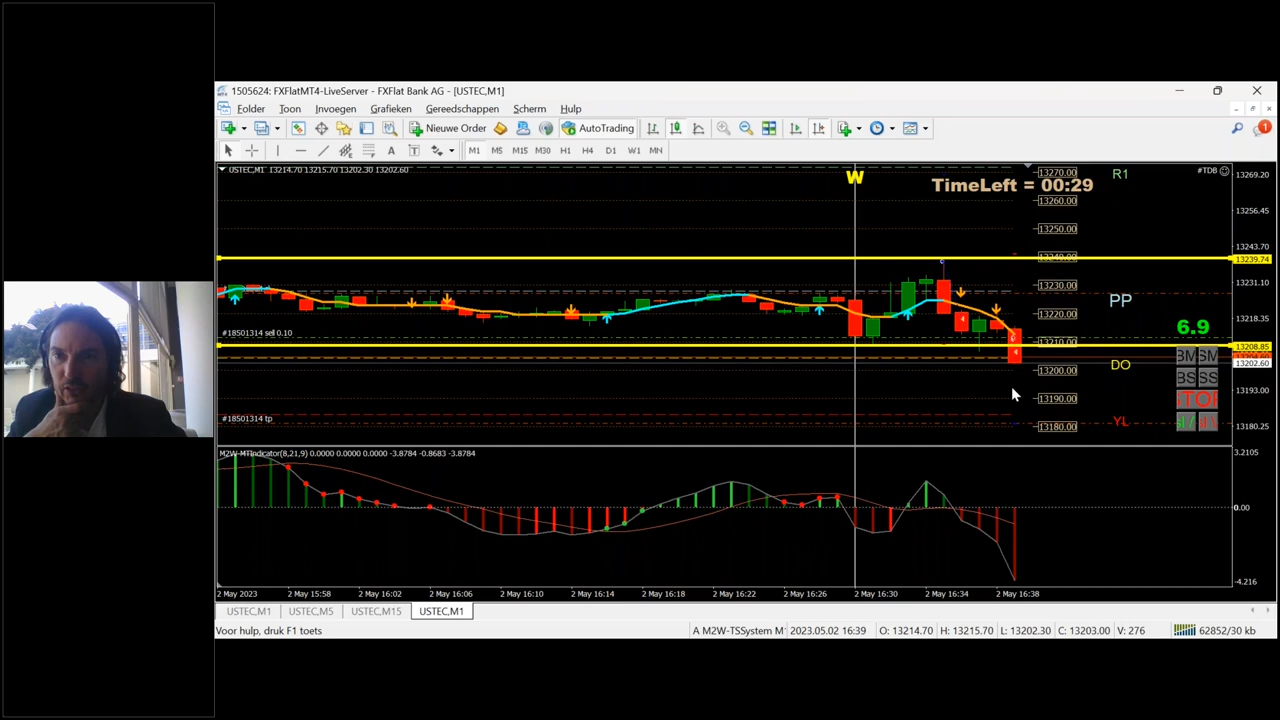 1505624: FXFlatMT4-LiveServer - FXFlat Bank AG - [USTEC,M1]
Folder Toon Invoegen Grafieken Gereedschappen Scherm Hulp
Nieuwe Order AutoTrading 1
A T M1 M5 M15 M30 H1 H4 D1 W1 MN
USTEC,M1 13214.70 13215.70 13202.30 13202.60
W
TimeLeft = 00:29
R1
#TDB
PP
6.9
DO
BM SM
BS SS
STOP
YL
#18501314 sell 0.10
#18501314 tp
13270.00
13260.00
13250.00
13240.00
13230.00
13220.00
13210.00
13200.00
13190.00
13180.00
13269.20
13256.45
13243.70
13239.74
13231.10
13218.35
13208.85
13202.60
13193.00
13180.25
M2W-MTIndicator(8,21,9) 0.0000 0.0000 0.0000 -3.8784 -0.8683 -3.8784
3.2105
0.00
-4.216
2 May 2023 2 May 15:58 2 May 16:02 2 May 16:06 2 May 16:10 2 May 16:14 2 May 16:18 2 May 16:22 2 May 16:26 2 May 16:30 2 May 16:34 2 May 16:38
USTEC,M1 USTEC,M5 USTEC,M15 USTEC,M1
Voor hulp, druk F1 toets
A M2W-TSSystem M 2023.05.02 16:39 O: 13214.70 H: 13215.70 L: 13202.30 C: 13203.00 V: 276 62852/30 kb